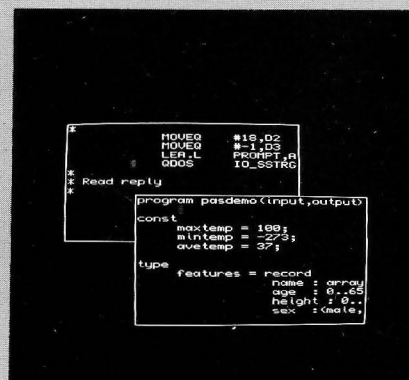 *
MOVEQ #18,D2
MOVEQ #-1,D3
LEA.L PROMPT,A
QDOS IO_SSTRG
*
* Read reply
*
program pasdemo(input,output)
const
maxtemp = 100;
mintemp = -273;
avetemp = 37;
type
features = record
name : array
age : 0..65
height : 0..
sex :(male,